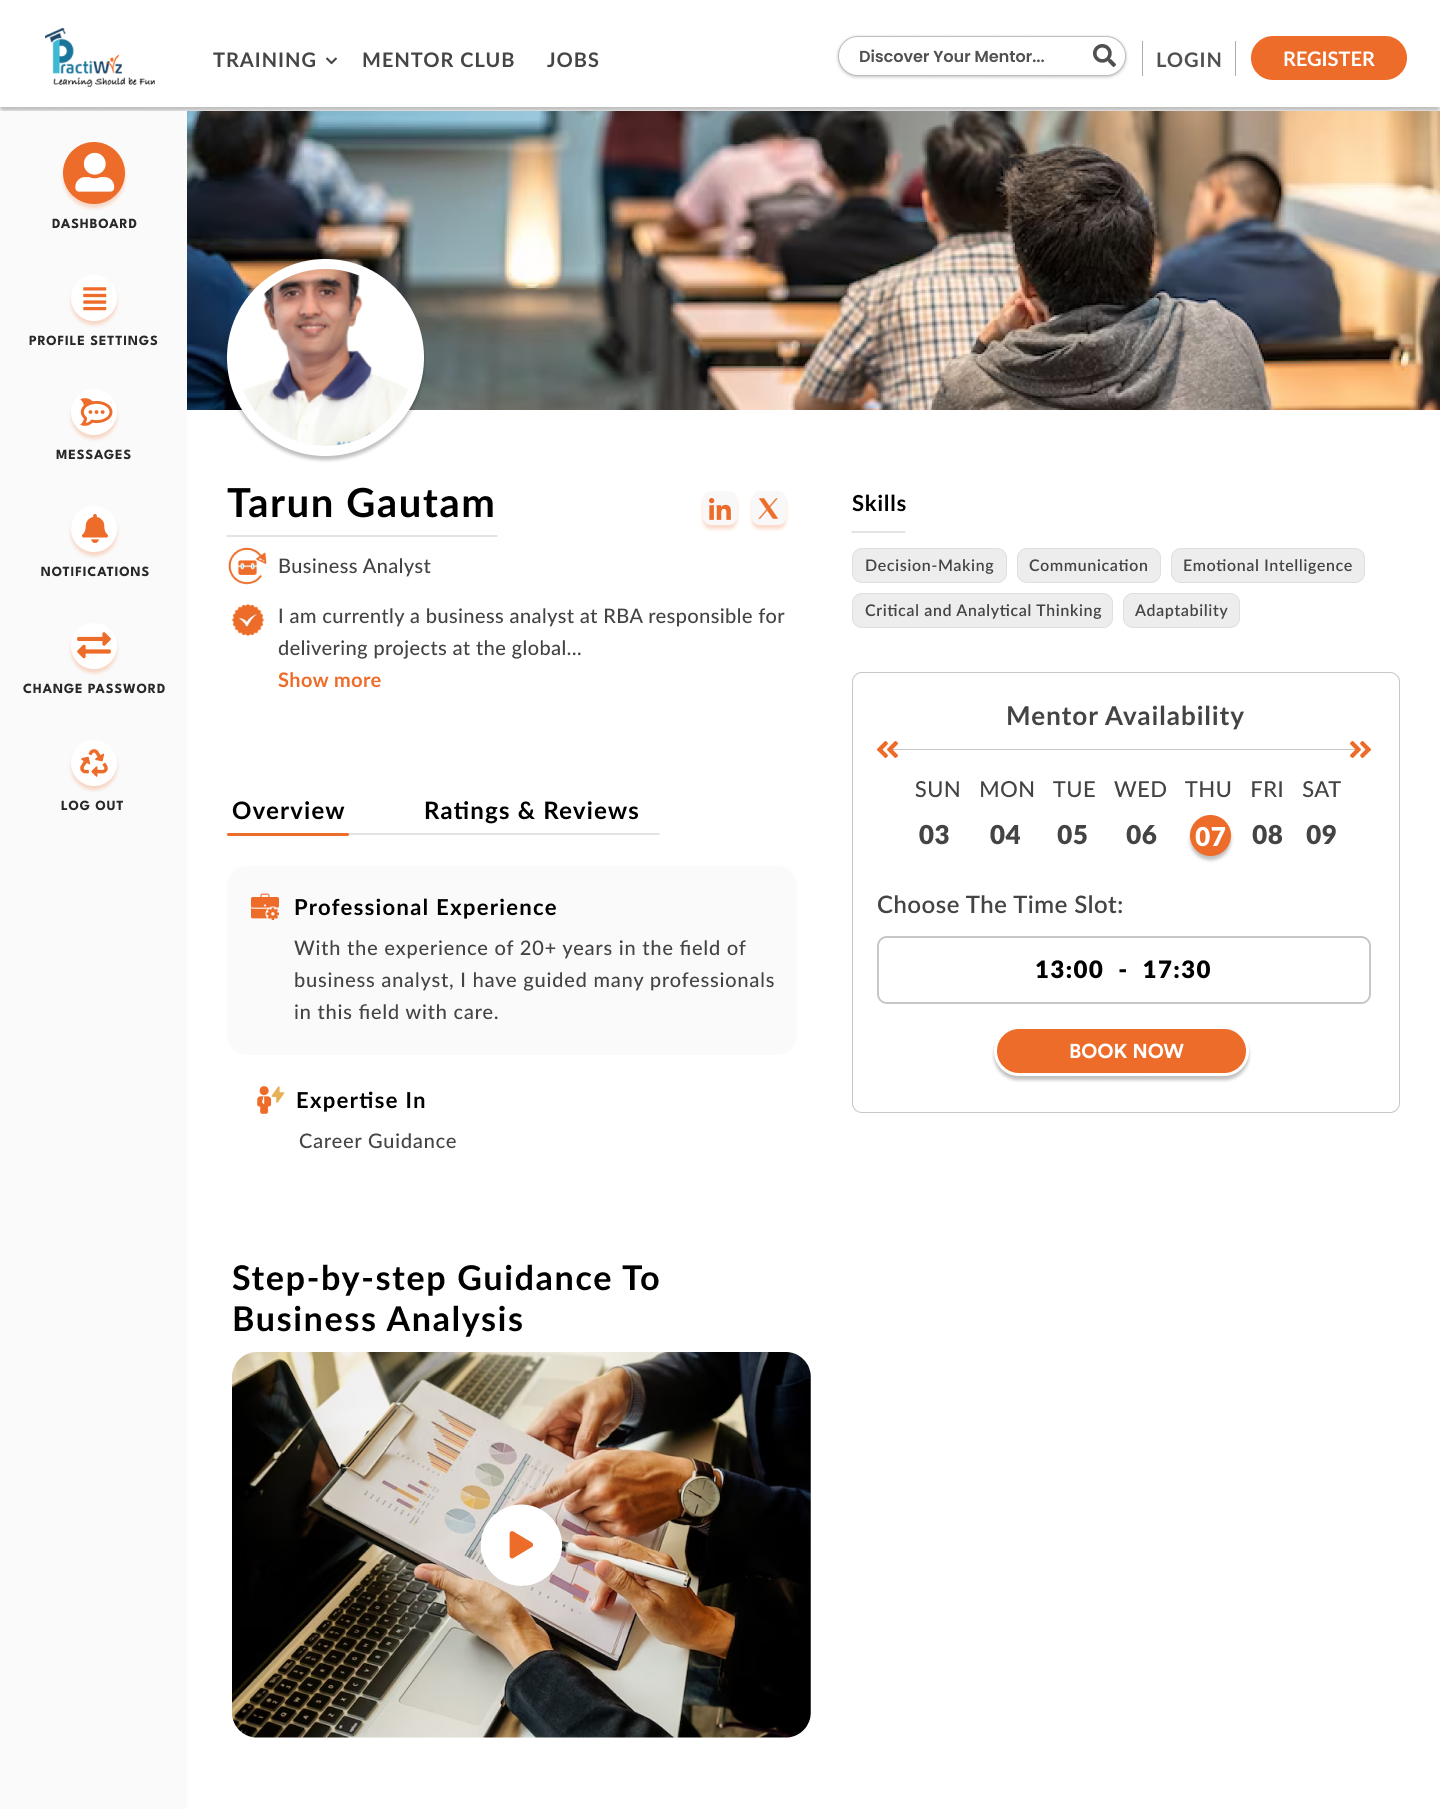 PractiWiz
Learning Should be Fun
TRAINING
MENTOR CLUB
JOBS
Discover Your Mentor...
LOGIN
REGISTER
DASHBOARD
PROFILE SETTINGS
MESSAGES
NOTIFICATIONS
CHANGE PASSWORD
LOG OUT
Tarun Gautam
in
X
Business Analyst
I am currently a business analyst at RBA responsible for
delivering projects at the global...
Show more
Overview
Ratings & Reviews
Professional Experience
With the experience of 20+ years in the field of
business analyst, I have guided many professionals
in this field with care.
Expertise In
Career Guidance
Step-by-step Guidance To
Business Analysis
Skills
Decision-Making
Communication
Emotional Intelligence
Critical and Analytical Thinking
Adaptability
Mentor Availability
SUN MON TUE WED THU FRI SAT
03 04 05 06 07 08 09
Choose The Time Slot:
13:00 - 17:30
BOOK NOW